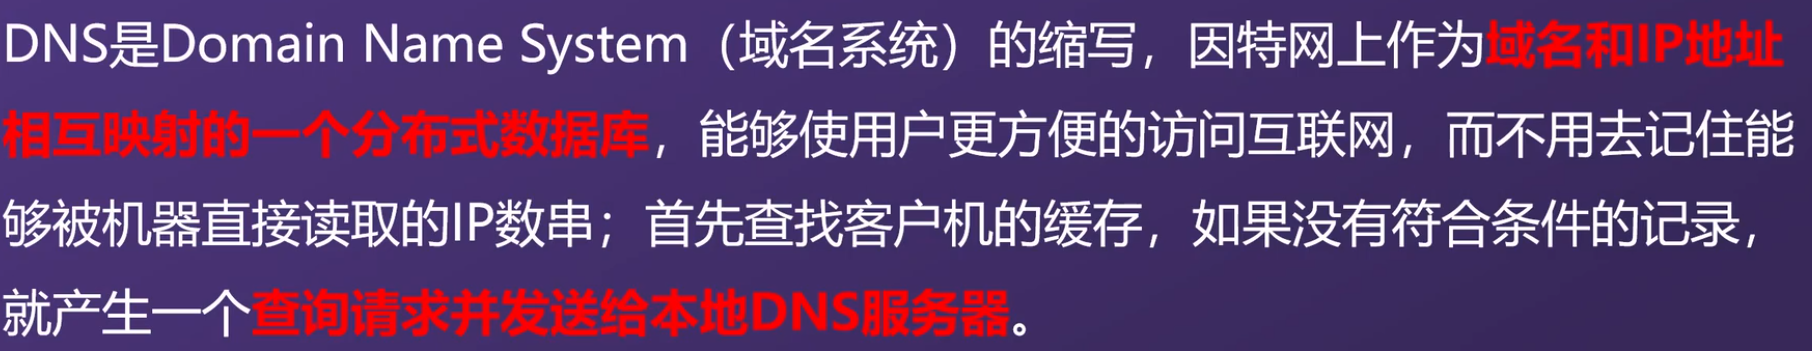 DNS是Domain Name System（域名系统）的缩写，因特网上作为域名和IP地址
相互映射的一个分布式数据库，能够使用户更方便的访问互联网，而不用去记住能
够被机器直接读取的IP数串；首先查找客户机的缓存，如果没有符合条件的记录，
就产生一个查询请求并发送给本地DNS服务器。